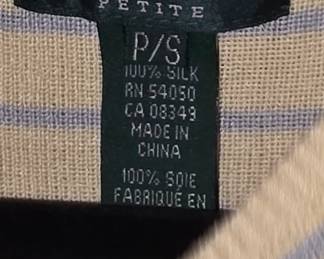 PETITE
P/S
100% SILK
RN 54050
CA 08349
MADE IN
CHINA
100% SOIE
FABRIQUÉ EN